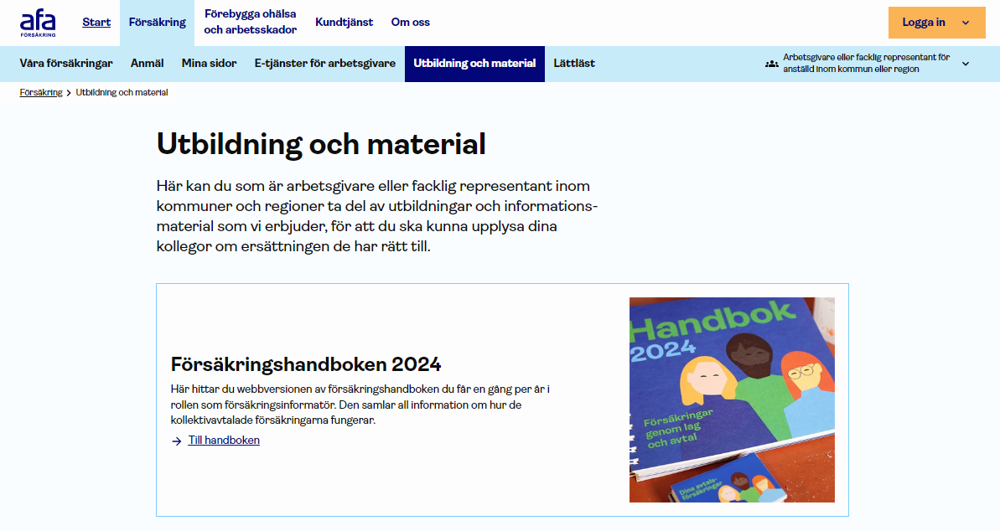 afa
FÖRSÄKRING
Start
Försäkring
Förebygga ohälsa
och arbetsskador
Kundtjänst
Om oss
Logga in
Våra försäkringar
Anmäl
Mina sidor
E-tjänster för arbetsgivare
Utbildning och material
Lättläst
Arbetsgivare eller facklig representant för
anställd inom kommun eller region
Försäkring
Utbildning och material
Utbildning och material
Här kan du som är arbetsgivare eller facklig representant inom
kommuner och regioner ta del av utbildningar och informations-
material som vi erbjuder, för att du ska kunna upplysa dina
kollegor om ersättningen de har rätt till.
Försäkringshandboken 2024
Här hittar du webbversionen av försäkringshandboken du får en gång per år i
rollen som försäkringsinformatör. Den samlar all information om hur de
kollektivavtalade försäkringarna fungerar.
Till handboken
Handbok
2024
Försäkringar
genom lag
och avtal
Dina avtals-
försäkringar